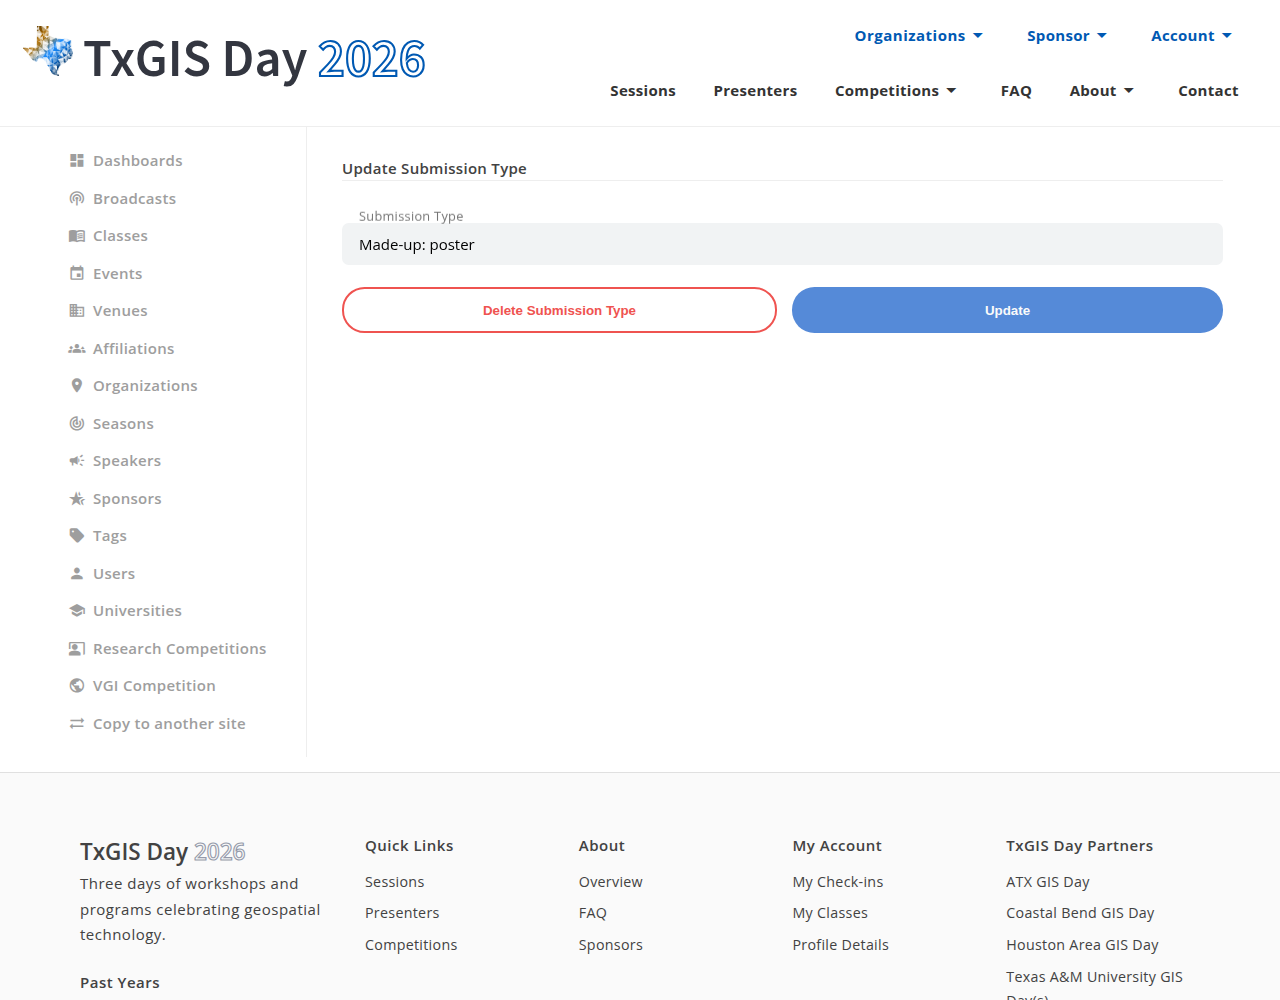 TxGIS Day 2026
Organizations
Sponsor
Account
Sessions
Presenters
Competitions
FAQ
About
Contact
Dashboards
Broadcasts
Classes
Events
Venues
Affiliations
Organizations
Seasons
Speakers
Sponsors
Tags
Users
Universities
Research Competitions
VGI Competition
Copy to another site
Update Submission Type
Submission Type
Made-up: poster
Delete Submission Type
Update
TxGIS Day 2026
Three days of workshops and
programs celebrating geospatial
technology.
Past Years
Quick Links
Sessions
Presenters
Competitions
About
Overview
FAQ
Sponsors
My Account
My Check-ins
My Classes
Profile Details
TxGIS Day Partners
ATX GIS Day
Coastal Bend GIS Day
Houston Area GIS Day
Texas A&M University GIS
Day(s)